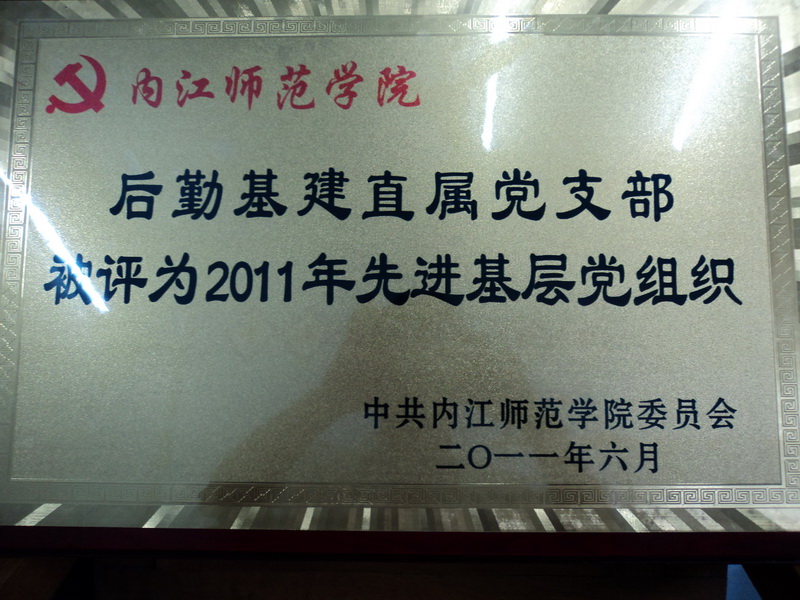 内江师范学院
后勤基建直属党支部
被评为2011年先进基层党组织
中共内江师范学院委员会
二〇一一年六月